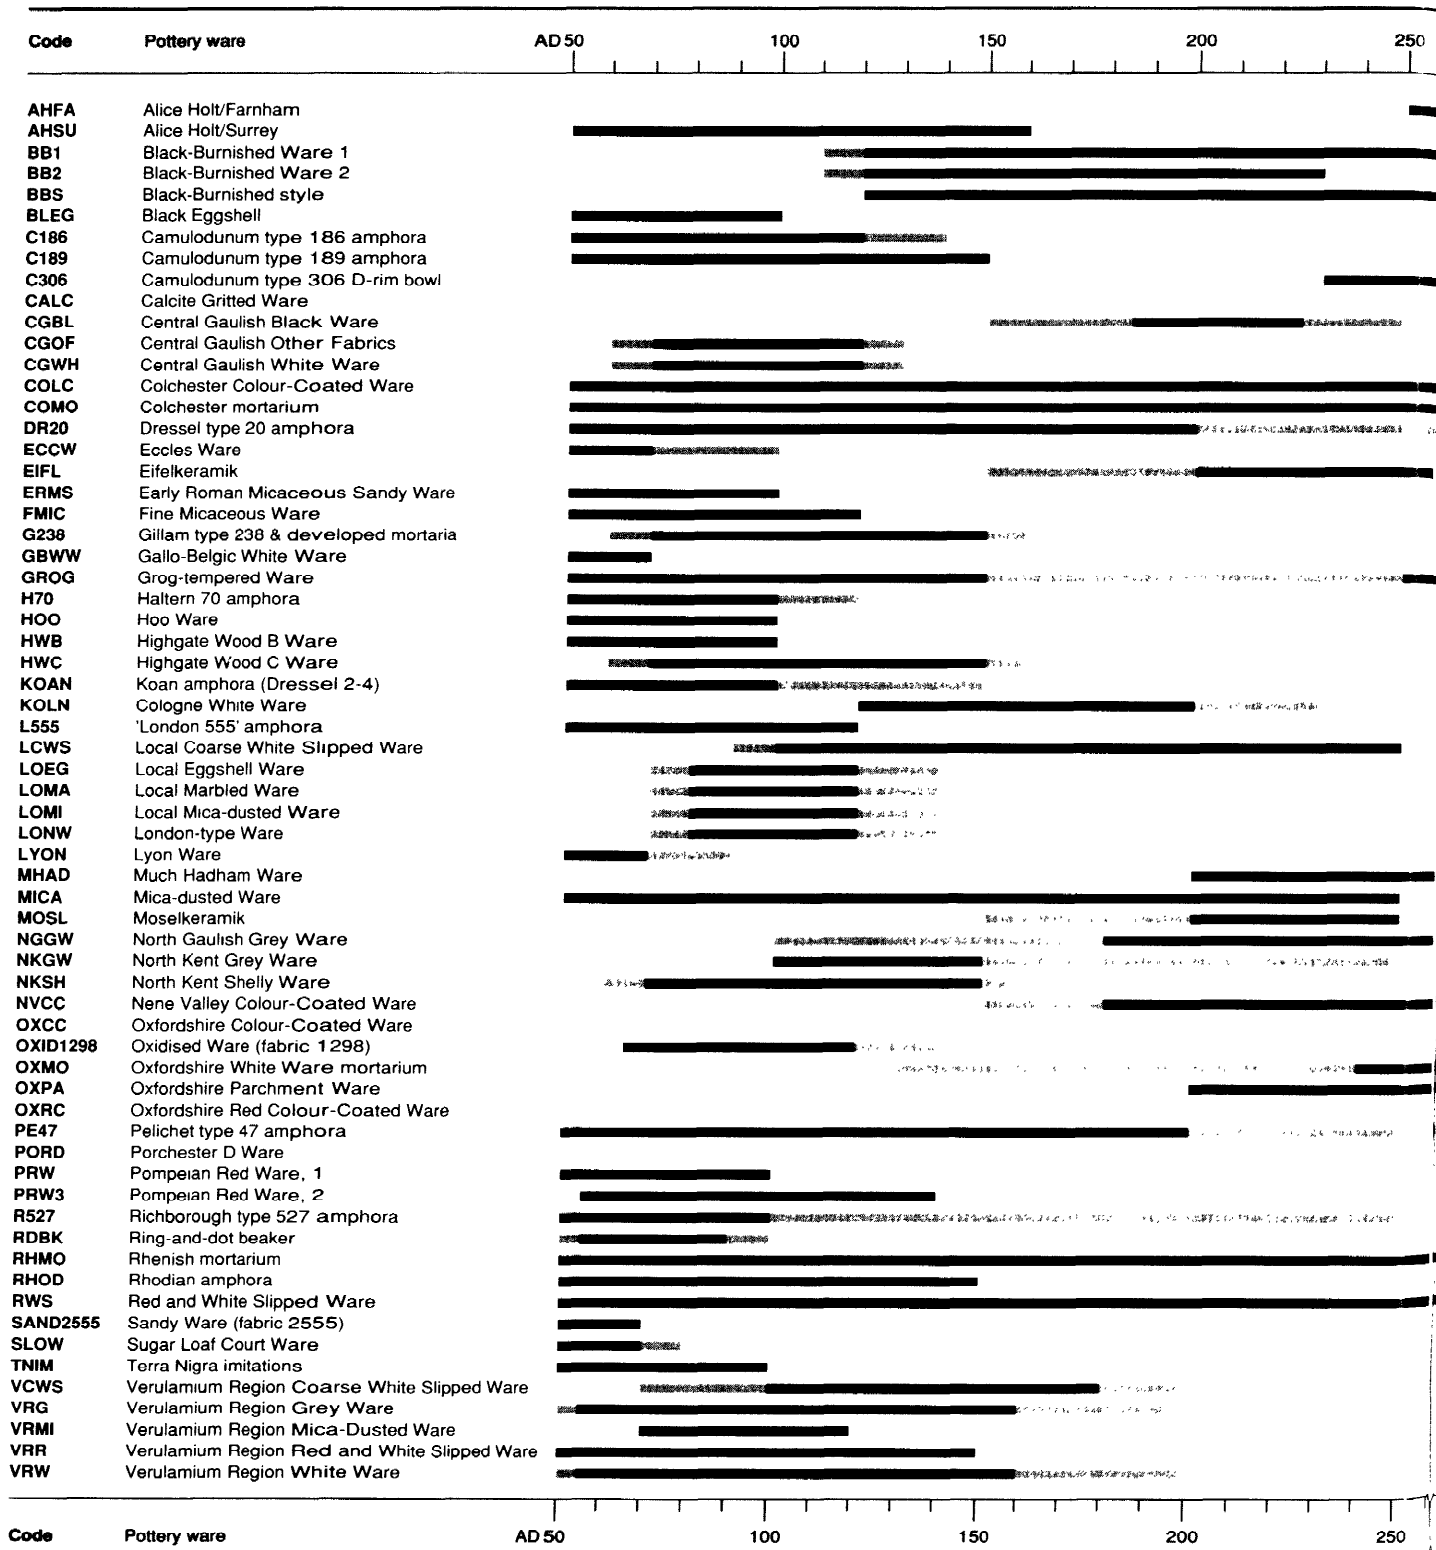 Code Pottery ware AD 50 100 150 200 250
AHFA Alice Holt/Farnham
AHSU Alice Holt/Surrey
BB1 Black-Burnished Ware 1
BB2 Black-Burnished Ware 2
BBS Black-Burnished style
BLEG Black Eggshell
C186 Camulodunum type 186 amphora
C189 Camulodunum type 189 amphora
C306 Camulodunum type 306 D-rim bowl
CALC Calcite Gritted Ware
CGBL Central Gaulish Black Ware
CGOF Central Gaulish Other Fabrics
CGWH Central Gaulish White Ware
COLC Colchester Colour-Coated Ware
COMO Colchester mortarium
DR20 Dressel type 20 amphora
ECCW Eccles Ware
EIFL Eifelkeramik
ERMS Early Roman Micaceous Sandy Ware
FMIC Fine Micaceous Ware
G238 Gillam type 238 & developed mortaria
GBWW Gallo-Belgic White Ware
GROG Grog-tempered Ware
H70 Haltern 70 amphora
HOO Hoo Ware
HWB Highgate Wood B Ware
HWC Highgate Wood C Ware
KOAN Koan amphora (Dressel 2-4)
KOLN Cologne White Ware
L555 'London 555' amphora
LCWS Local Coarse White Slipped Ware
LOEG Local Eggshell Ware
LOMA Local Marbled Ware
LOMI Local Mica-dusted Ware
LONW London-type Ware
LYON Lyon Ware
MHAD Much Hadham Ware
MICA Mica-dusted Ware
MOSL Moselkeramik
NGGW North Gaulish Grey Ware
NKGW North Kent Grey Ware
NKSH North Kent Shelly Ware
NVCC Nene Valley Colour-Coated Ware
OXCC Oxfordshire Colour-Coated Ware
OXID1298 Oxidised Ware (fabric 1298)
OXMO Oxfordshire White Ware mortarium
OXPA Oxfordshire Parchment Ware
OXRC Oxfordshire Red Colour-Coated Ware
PE47 Pelichet type 47 amphora
PORD Porchester D Ware
PRW Pompeian Red Ware, 1
PRW3 Pompeian Red Ware, 2
R527 Richborough type 527 amphora
RDBK Ring-and-dot beaker
RHMO Rhenish mortarium
RHOD Rhodian amphora
RWS Red and White Slipped Ware
SAND2555 Sandy Ware (fabric 2555)
SLOW Sugar Loaf Court Ware
TNIM Terra Nigra imitations
VCWS Verulamium Region Coarse White Slipped Ware
VRG Verulamium Region Grey Ware
VRMI Verulamium Region Mica-Dusted Ware
VRR Verulamium Region Red and White Slipped Ware
VRW Verulamium Region White Ware
Code Pottery ware AD 50 100 150 200 250